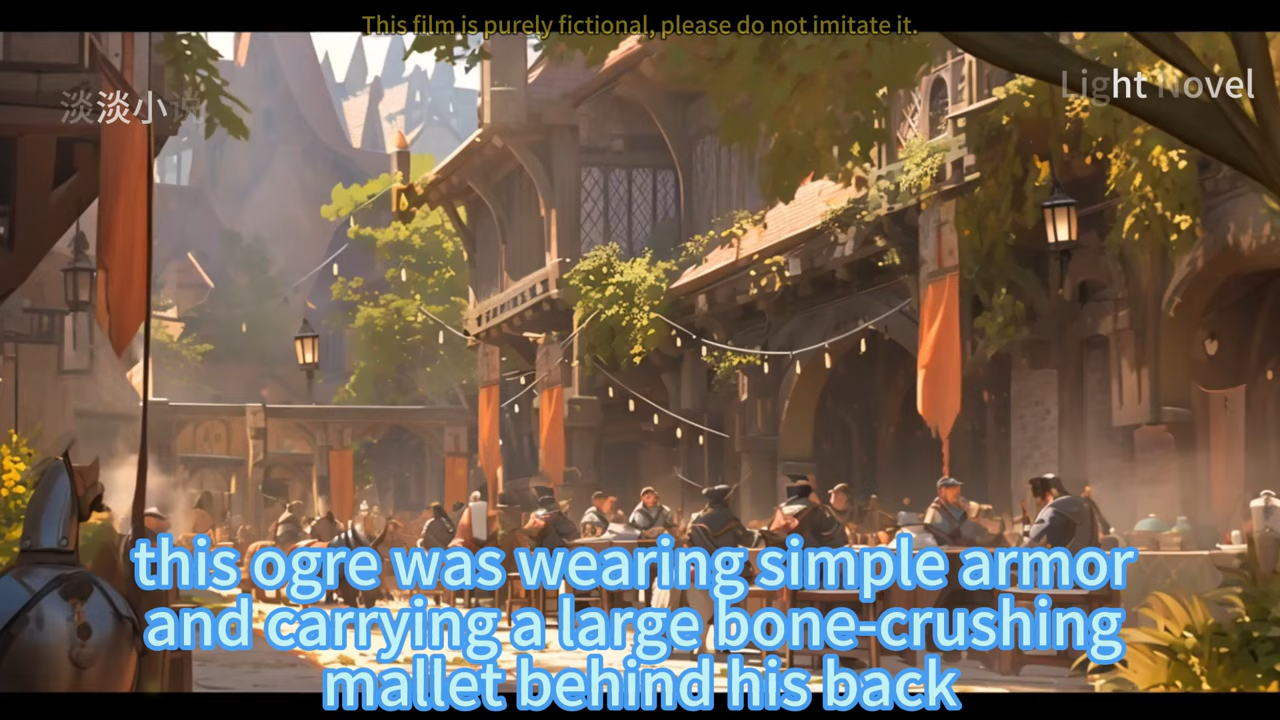 This film is purely fictional, please do not imitate it.
淡淡小说
Light Novel
this ogre was wearing simple armor
and carrying a large bone-crushing
mallet behind his back